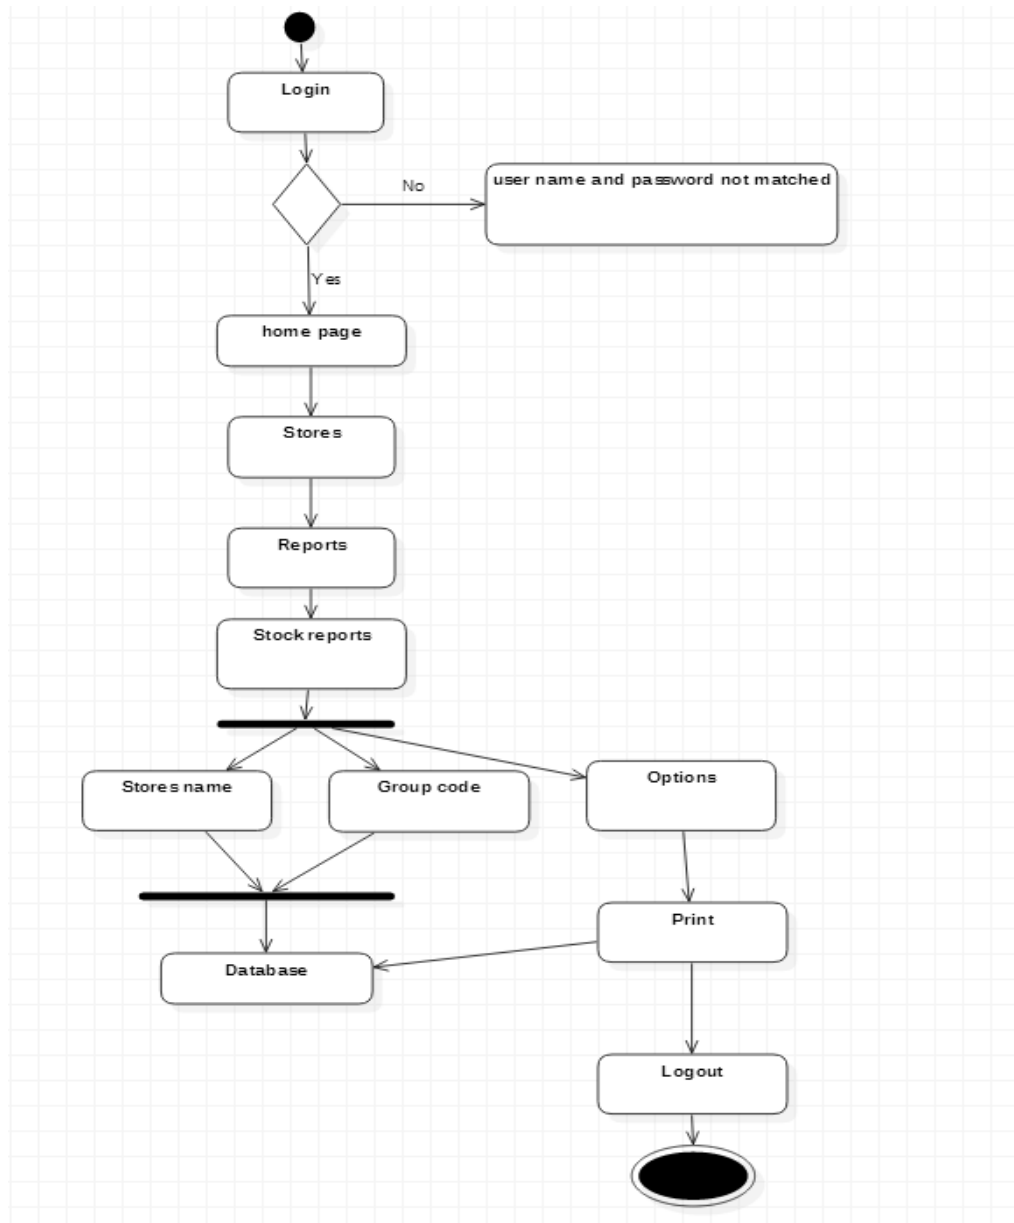 Login
No
user name and password not matched
Yes
home page
Stores
Reports
Stock reports
Stores name
Group code
Options
Print
Database
Logout